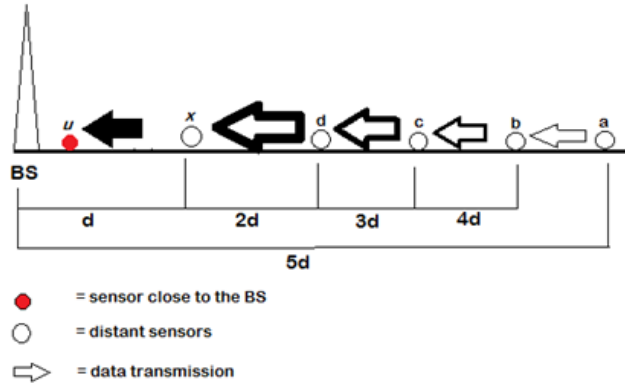 u x d c b a
BS
d 2d 3d 4d
5d
= sensor close to the BS
= distant sensors
= data transmission